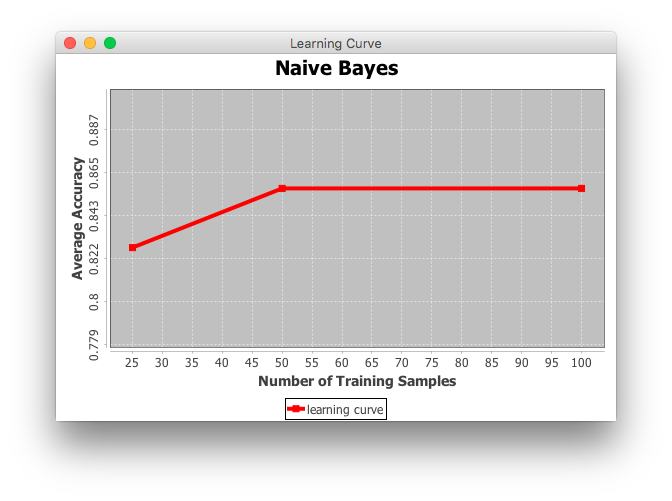 Learning Curve
Naive Bayes
Average Accuracy
0.887
0.865
0.843
0.822
0.8
0.779
25 30 35 40 45 50 55 60 65 70 75 80 85 90 95 100
Number of Training Samples
learning curve